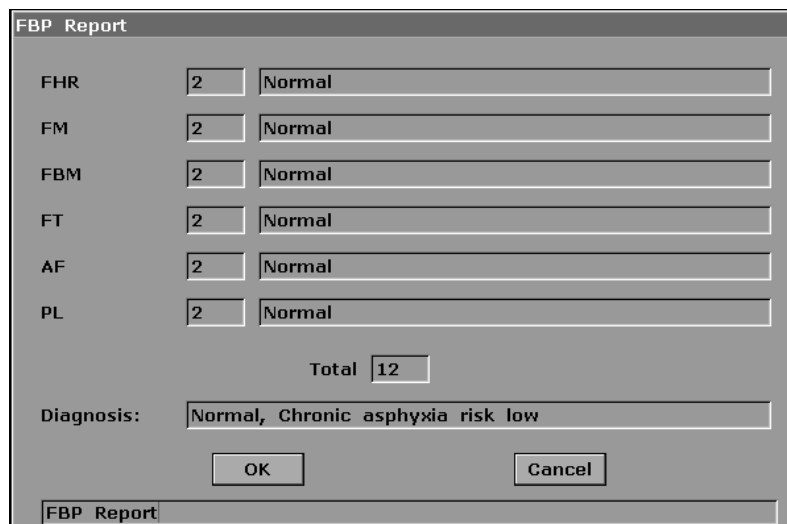 FBP Report
FHR 2 Normal
FM 2 Normal
FBM 2 Normal
FT 2 Normal
AF 2 Normal
PL 2 Normal
Total 12
Diagnosis: Normal, Chronic asphyxia risk low
OK Cancel
FBP Report